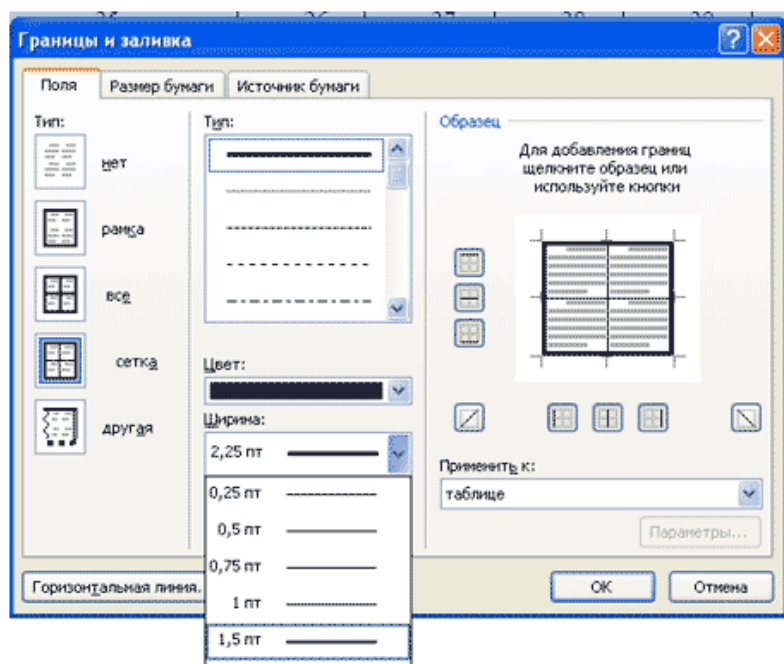 Границы и заливка
Поля
Размер бумаги
Источник бумаги
Тип:
нет
рамка
все
сетка
другая
Тип:
Цвет:
Ширина:
2,25 пт
0,25 пт
0,5 пт
0,75 пт
1 пт
1,5 пт
Образец
Для добавления границ
щелкните образец или
используйте кнопки
Применить к:
таблице
Параметры...
Горизонтальная линия.
ОК
Отмена